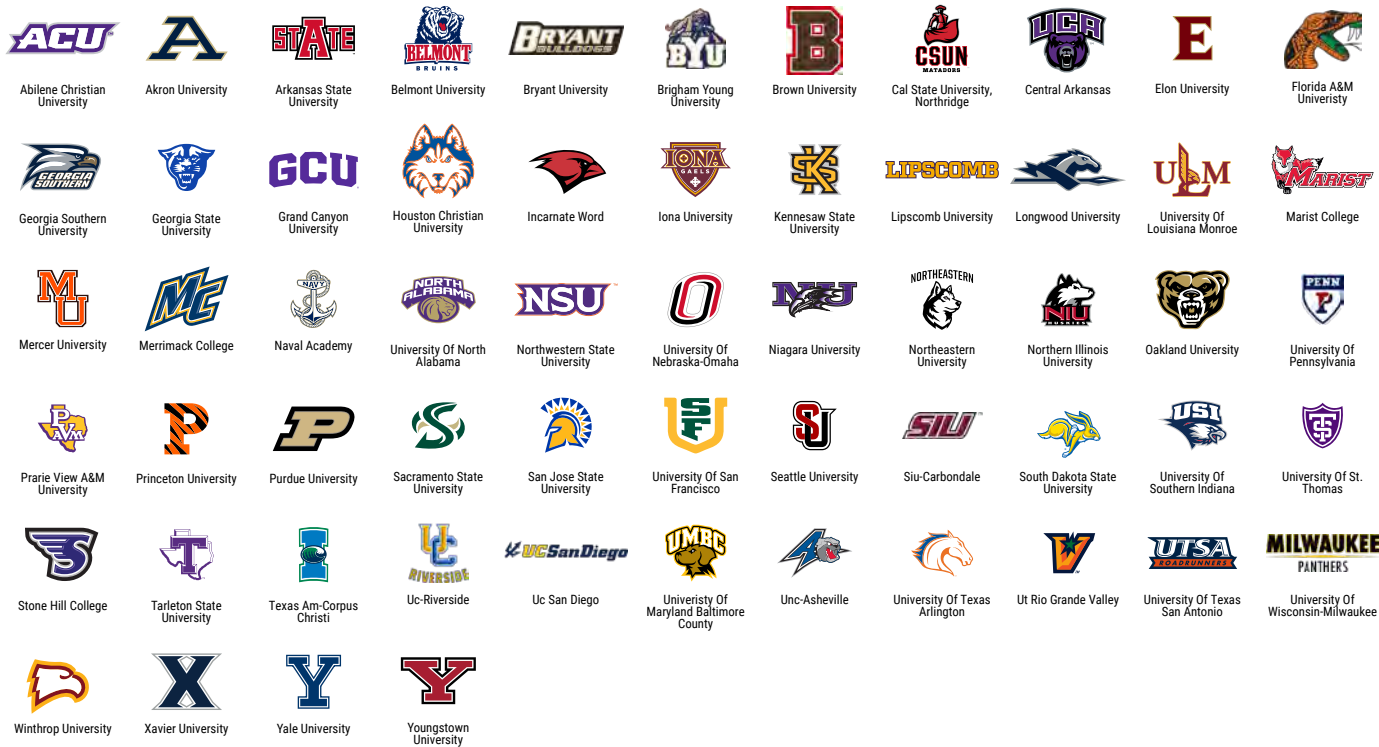 ACU
A
STATE
BELMONT
BRUINS
BRYANT
BULLDOGS
BYU
B
CSUN
MATADORS
UCA
E
Abilene Christian
University
Akron University
Arkansas State
University
Belmont University
Bryant University
Brigham Young
University
Brown University
Cal State University,
Northridge
Central Arkansas
Elon University
Florida A&M
Univeristy
GEORGIA
SOUTHERN
GCU
IONA
GAELS
KS
LIPSCOMB
ULM
MARIST
Georgia Southern
University
Georgia State
University
Grand Canyon
University
Houston Christian
University
Incarnate Word
Iona University
Kennesaw State
University
Lipscomb University
Longwood University
University Of
Louisiana Monroe
Marist College
MU
MC
NAVY
NORTH
ALABAMA
NSU
O
NU
NORTHEASTERN
NIU
HUSKIES
PENN
P
Mercer University
Merrimack College
Naval Academy
University Of North
Alabama
Northwestern State
University
University Of
Nebraska-Omaha
Niagara University
Northeastern
University
Northern Illinois
University
Oakland University
University Of
Pennsylvania
PVAM
P
P
S
SF
SU
SIU
USI
TS
Prarie View A&M
University
Princeton University
Purdue University
Sacramento State
University
San Jose State
University
University Of San
Francisco
Seattle University
Siu-Carbondale
South Dakota State
University
University Of
Southern Indiana
University Of St.
Thomas
S
T
UC
RIVERSIDE
UC San Diego
UMBC
A
V
UTSA
ROADRUNNERS
MILWAUKEE
PANTHERS
Stone Hill College
Tarleton State
University
Texas Am-Corpus
Christi
Uc-Riverside
Uc San Diego
Univeristy Of
Maryland Baltimore
County
Unc-Asheville
University Of Texas
Arlington
Ut Rio Grande Valley
University Of Texas
San Antonio
University Of
Wisconsin-Milwaukee
X
Y
Y
Winthrop University
Xavier University
Yale University
Youngstown
University